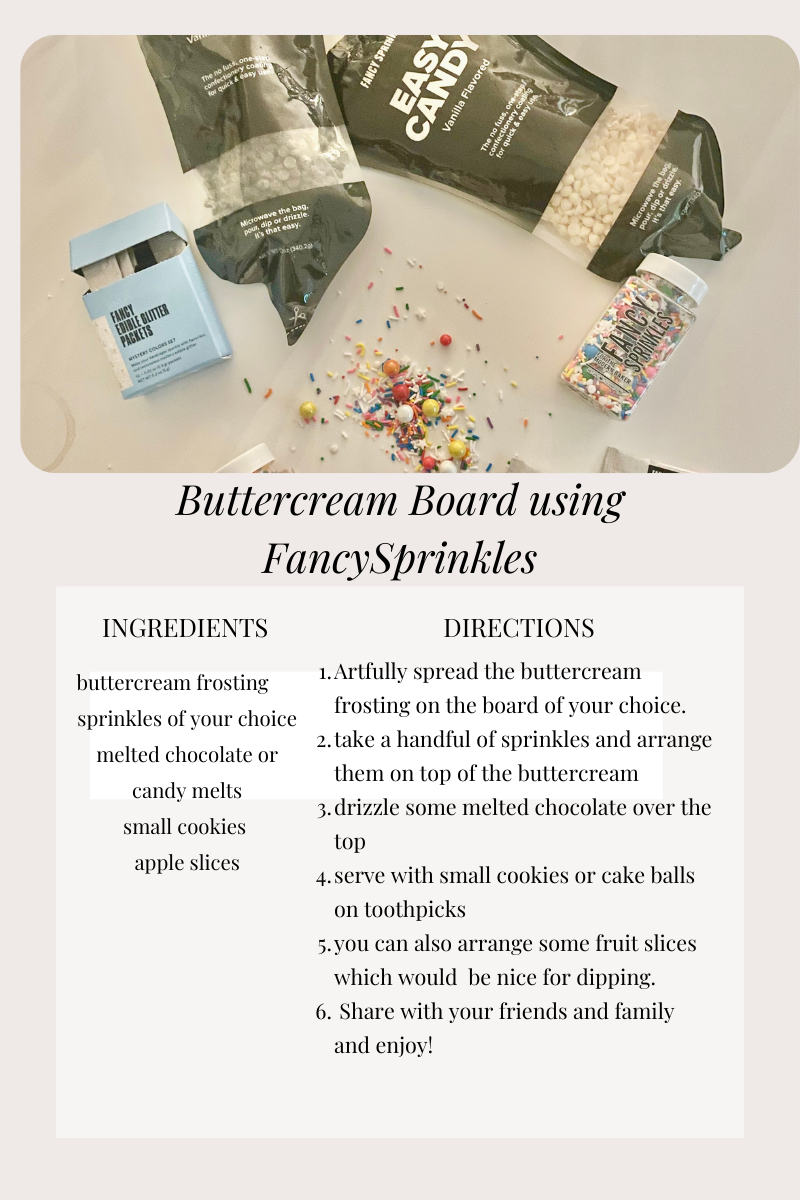 Vani
The no fuss, one-step
confectionery coating
for quick & easy use.
Microwave the bag,
pour, dip or drizzle.
It's that easy.
(340.2g)
FANCY SPRIN
EASY
CANDY
Vanilla Flavored
The no fuss, one-step
confectionery coating
for quick & easy use.
Microwave the bag,
pour, dip or drizzle.
It's that easy.
FANCY
EDIBLE GLITTER
PACKETS
MYSTERY COLORS SET
FANCY
SPRINKLES
Buttercream Board using
FancySprinkles
INGREDIENTS
buttercream frosting
sprinkles of your choice
melted chocolate or
candy melts
small cookies
apple slices
DIRECTIONS
1. Artfully spread the buttercream
frosting on the board of your choice.
2. take a handful of sprinkles and arrange
them on top of the buttercream
3. drizzle some melted chocolate over the
top
4. serve with small cookies or cake balls
on toothpicks
5. you can also arrange some fruit slices
which would  be nice for dipping.
6. Share with your friends and family
and enjoy!